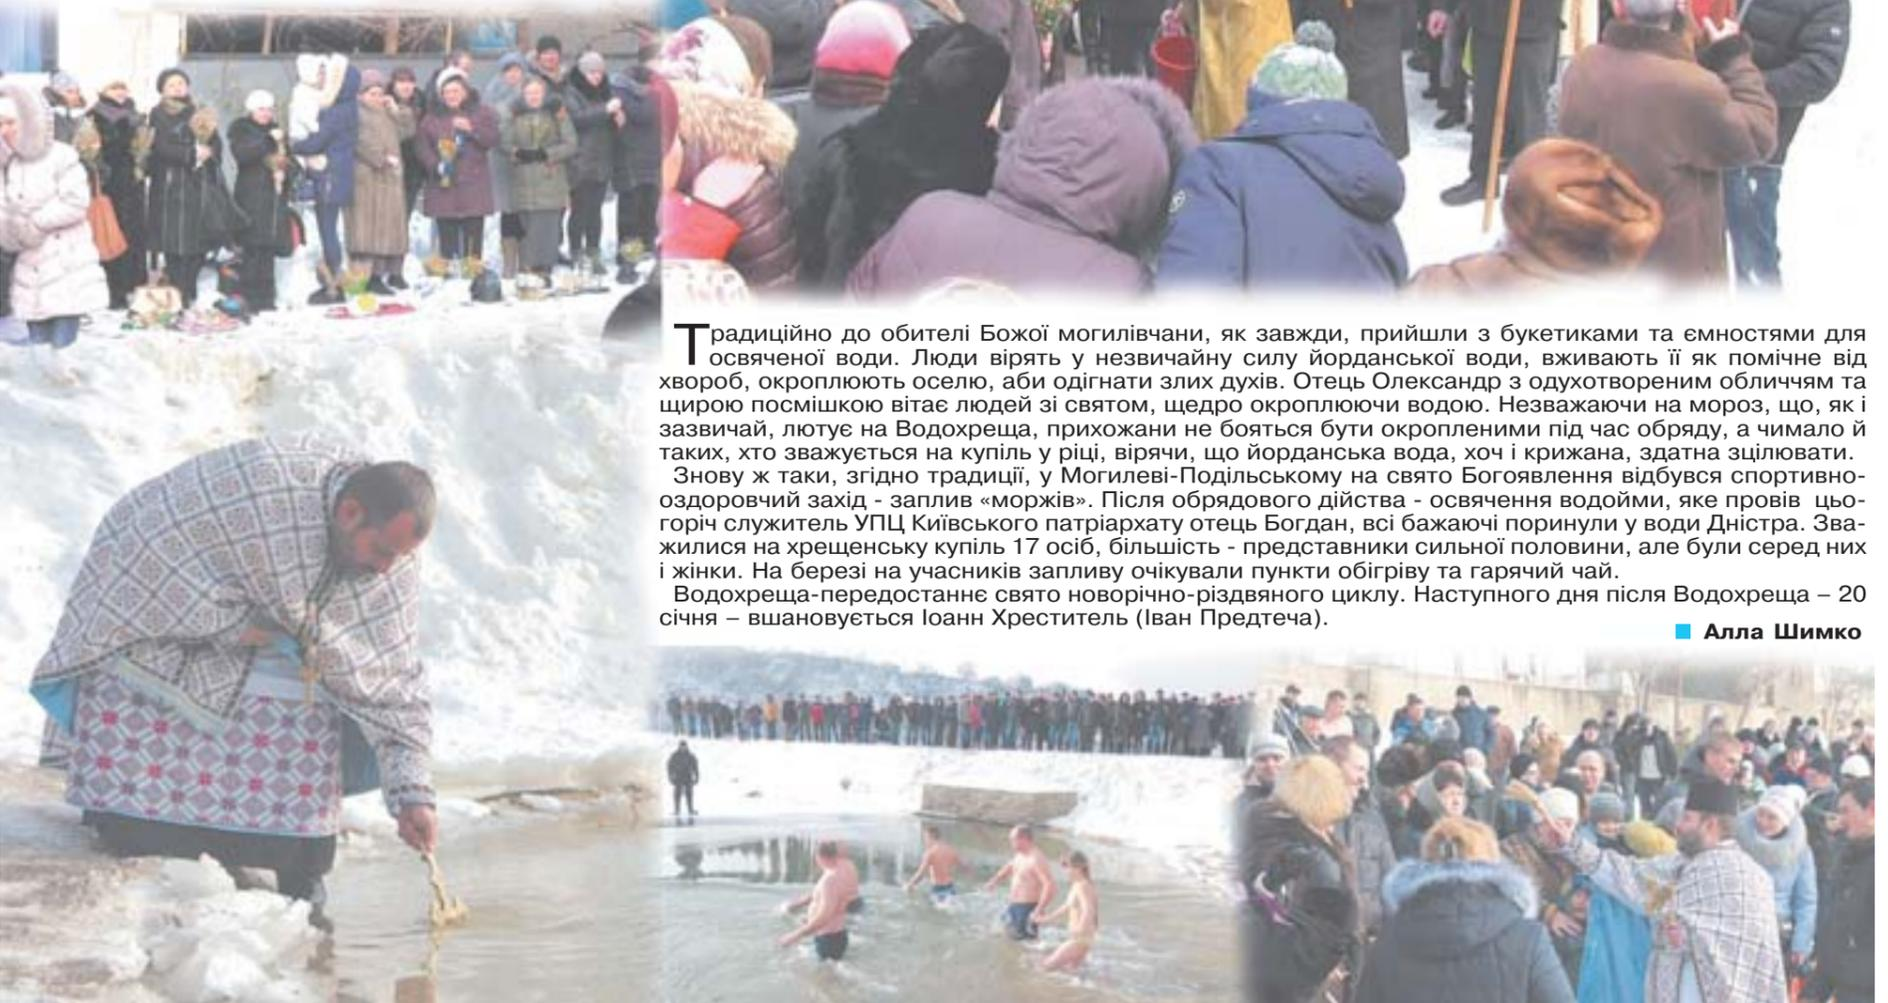 Традиційно до обителі Божої могилівчани, як завжди, прийшли з букетиками та ємностями для
освяченої води. Люди вірять у незвичайну силу йорданської води, вживають її як помічне від
хвороб, окроплюють оселю, аби одігнати злих духів. Отець Олександр з одухотвореним обличчям та
щирою посмішкою вітає людей зі святом, щедро окроплюючи водою. Незважаючи на мороз, що, як і
зазвичай, лютує на Водохреща, прихожани не бояться бути окропленими під час обряду, а чимало й
таких, хто зважується на купіль у ріці, вірячи, що йорданська вода, хоч і крижана, здатна зцілювати.
Знову ж таки, згідно традиції, у Могилеві-Подільському на свято Богоявлення відбувся спортивно-
оздоровчий захід - заплив «моржів». Після обрядового дійства - освячення водойми, яке провів цьо-
горіч служитель УПЦ Київського патріархату отець Богдан, всі бажаючі поринули у води Дністра. Зва-
жилися на хрещенську купіль 17 осіб, більшість - представники сильної половини, але були серед них
і жінки. На березі на учасників запливу очікували пункти обігріву та гарячий чай.
Водохреща-передостаннє свято новорічно-різдвяного циклу. Наступного дня після Водохреща – 20
січня – вшановується Іоанн Хреститель (Іван Предтеча).
Алла Шимко